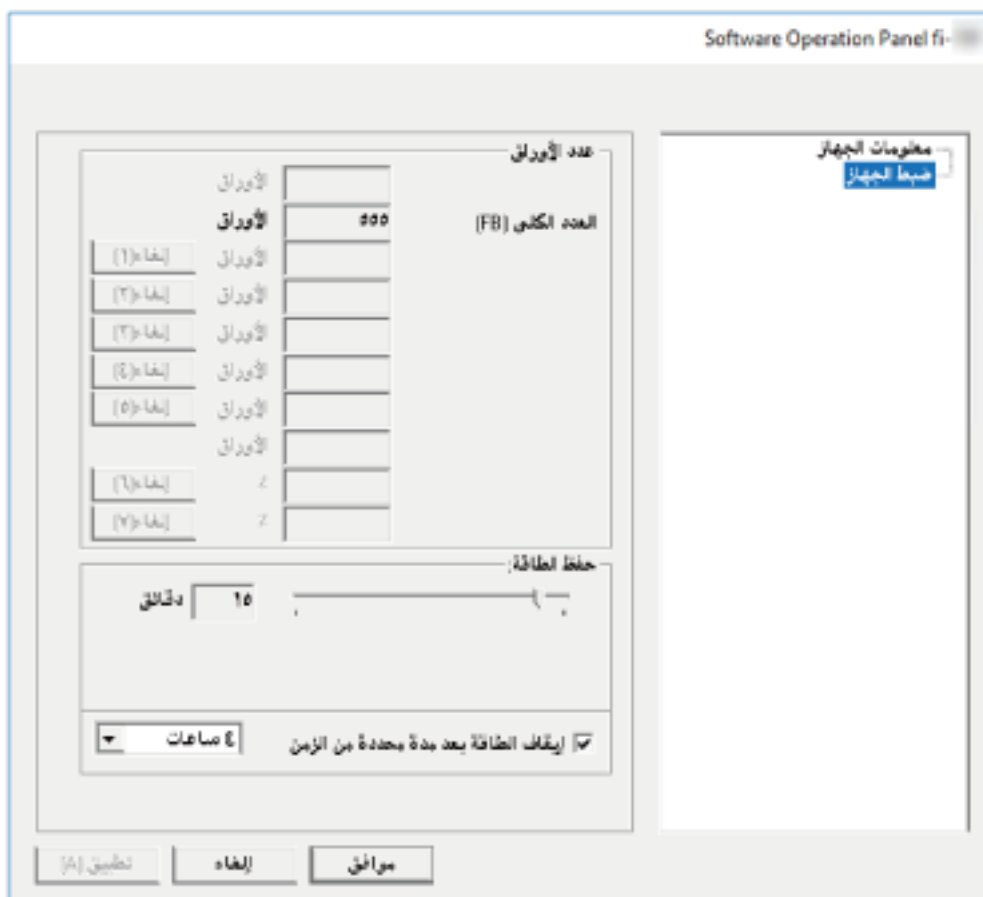 Software Operation Panel fi-
معلومات الجهاز
ضبط الجهاز
عدد الأوراق
الأوراق
العدد الكلي (FB) ٥٥٥ الأوراق
الأوراق إلغاء(1)
الأوراق إلغاء(٢)
الأوراق إلغاء(٣)
الأوراق إلغاء(٤)
الأوراق إلغاء(٥)
الأوراق
٪ إلغاء(٦)
٪ إلغاء(٧)
حفظ الطاقة:
١٥ دقائق
إيقاف الطاقة بعد مدة محددة من الزمن ٤ ساعات
موافق إلغاء تطبيق (A)